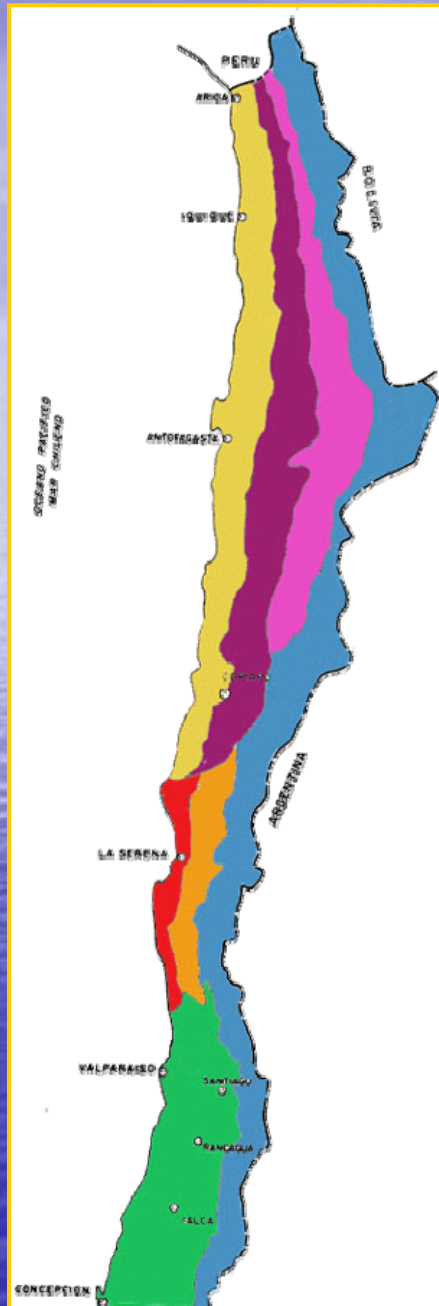 PERU
ARICA
BOLIVIA
IQUIQUE
OCEANO PACIFICO
MAR CHILENO
ANTOFAGASTA
ARGENTINA
LA SERENA
VALPARAISO
SANTIAGO
RANCAGUA
TALCA
CONCEPCION